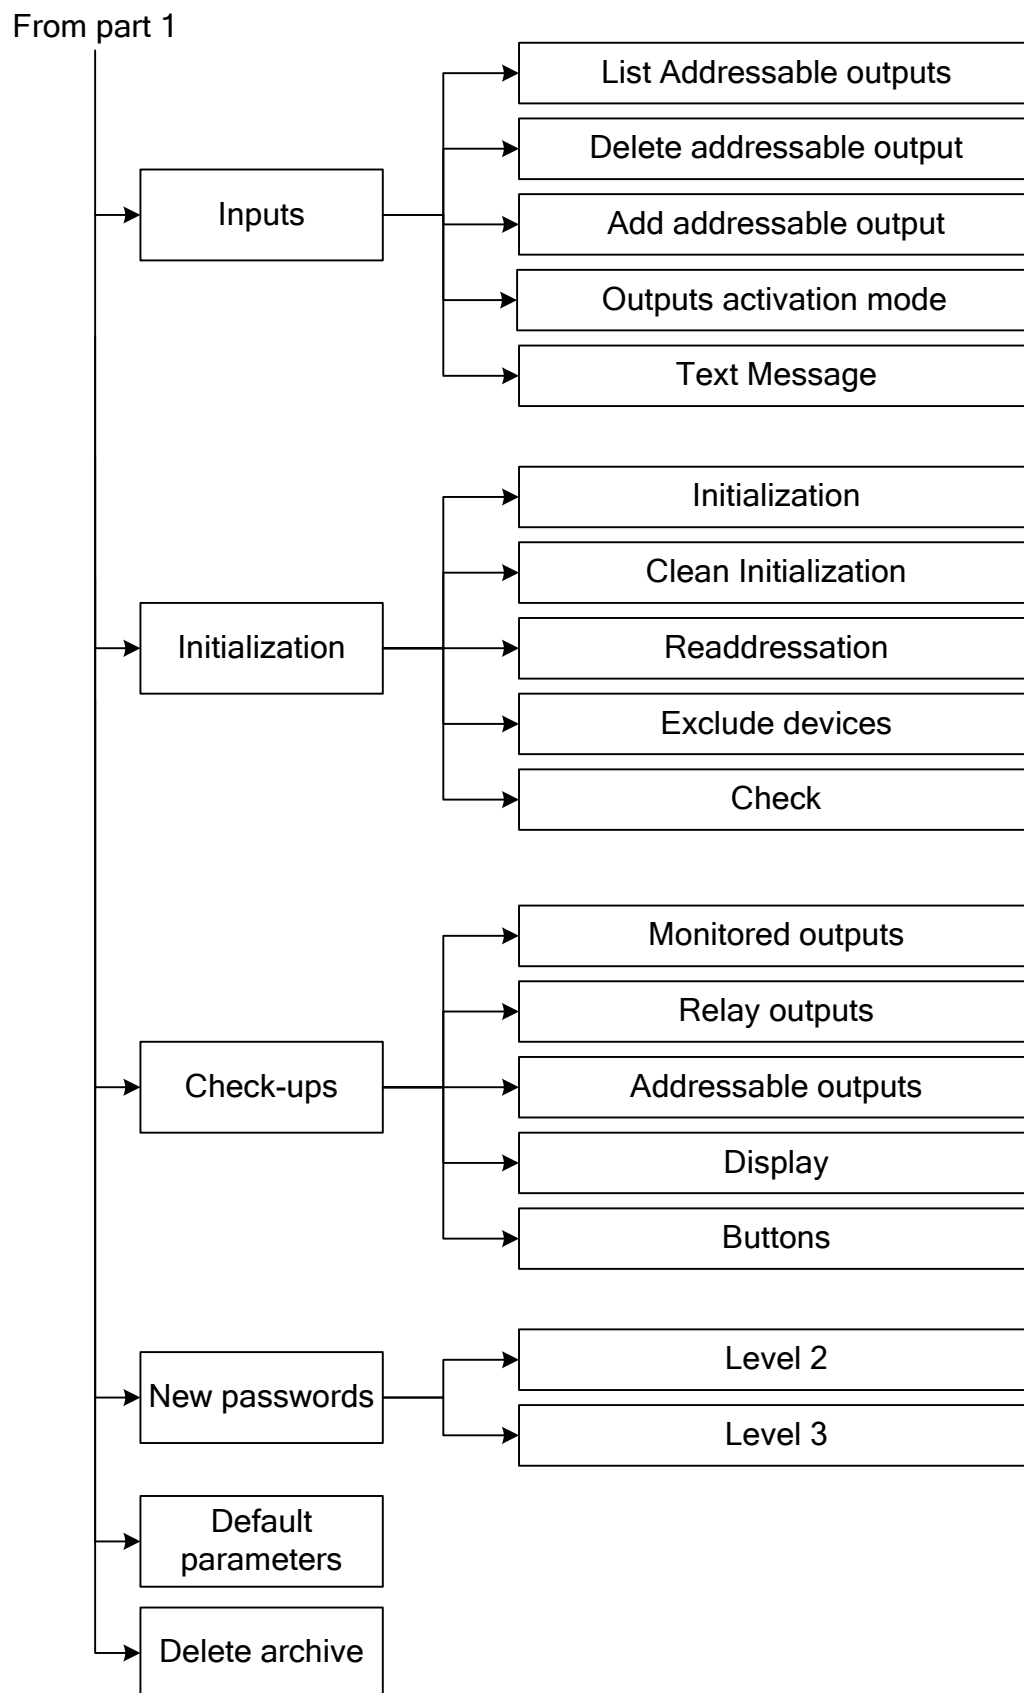 From part 1
Inputs
List Addressable outputs
Delete addressable output
Add addressable output
Outputs activation mode
Text Message
Initialization
Initialization
Clean Initialization
Readdressation
Exclude devices
Check
Check-ups
Monitored outputs
Relay outputs
Addressable outputs
Display
Buttons
New passwords
Level 2
Level 3
Default
parameters
Delete archive